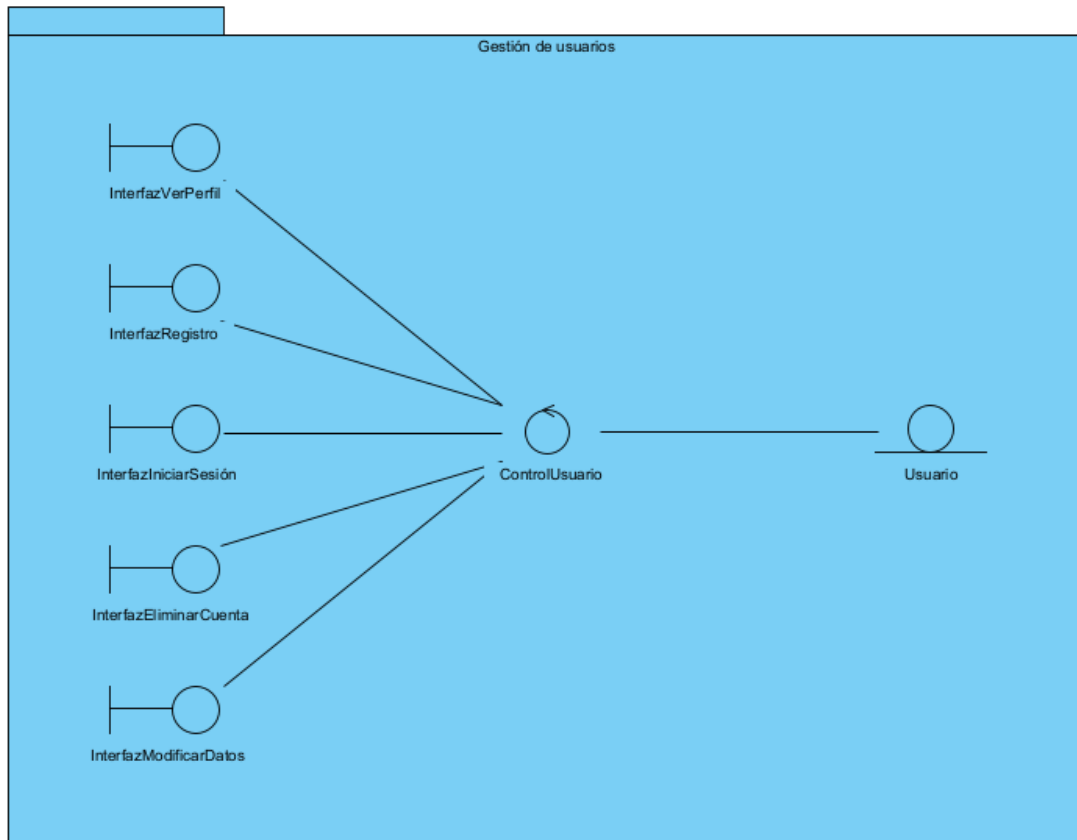 Gestión de usuarios
InterfazVerPerfil
InterfazRegistro
InterfazIniciarSesión
ControlUsuario
Usuario
InterfazEliminarCuenta
InterfazModificarDatos